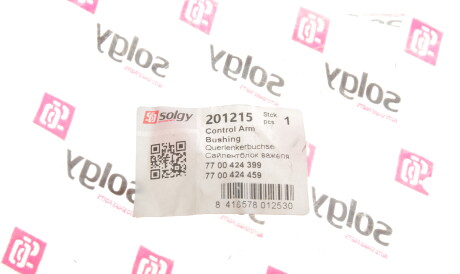 solgy
201215
Stok
pcs
1
Control Arm
Bushing
Querlenkerbuchse
Сайлентблок важеля
77 00 424 399
77 00 424 459
8 418578 012530
solgy
solgy
solgy
solgy